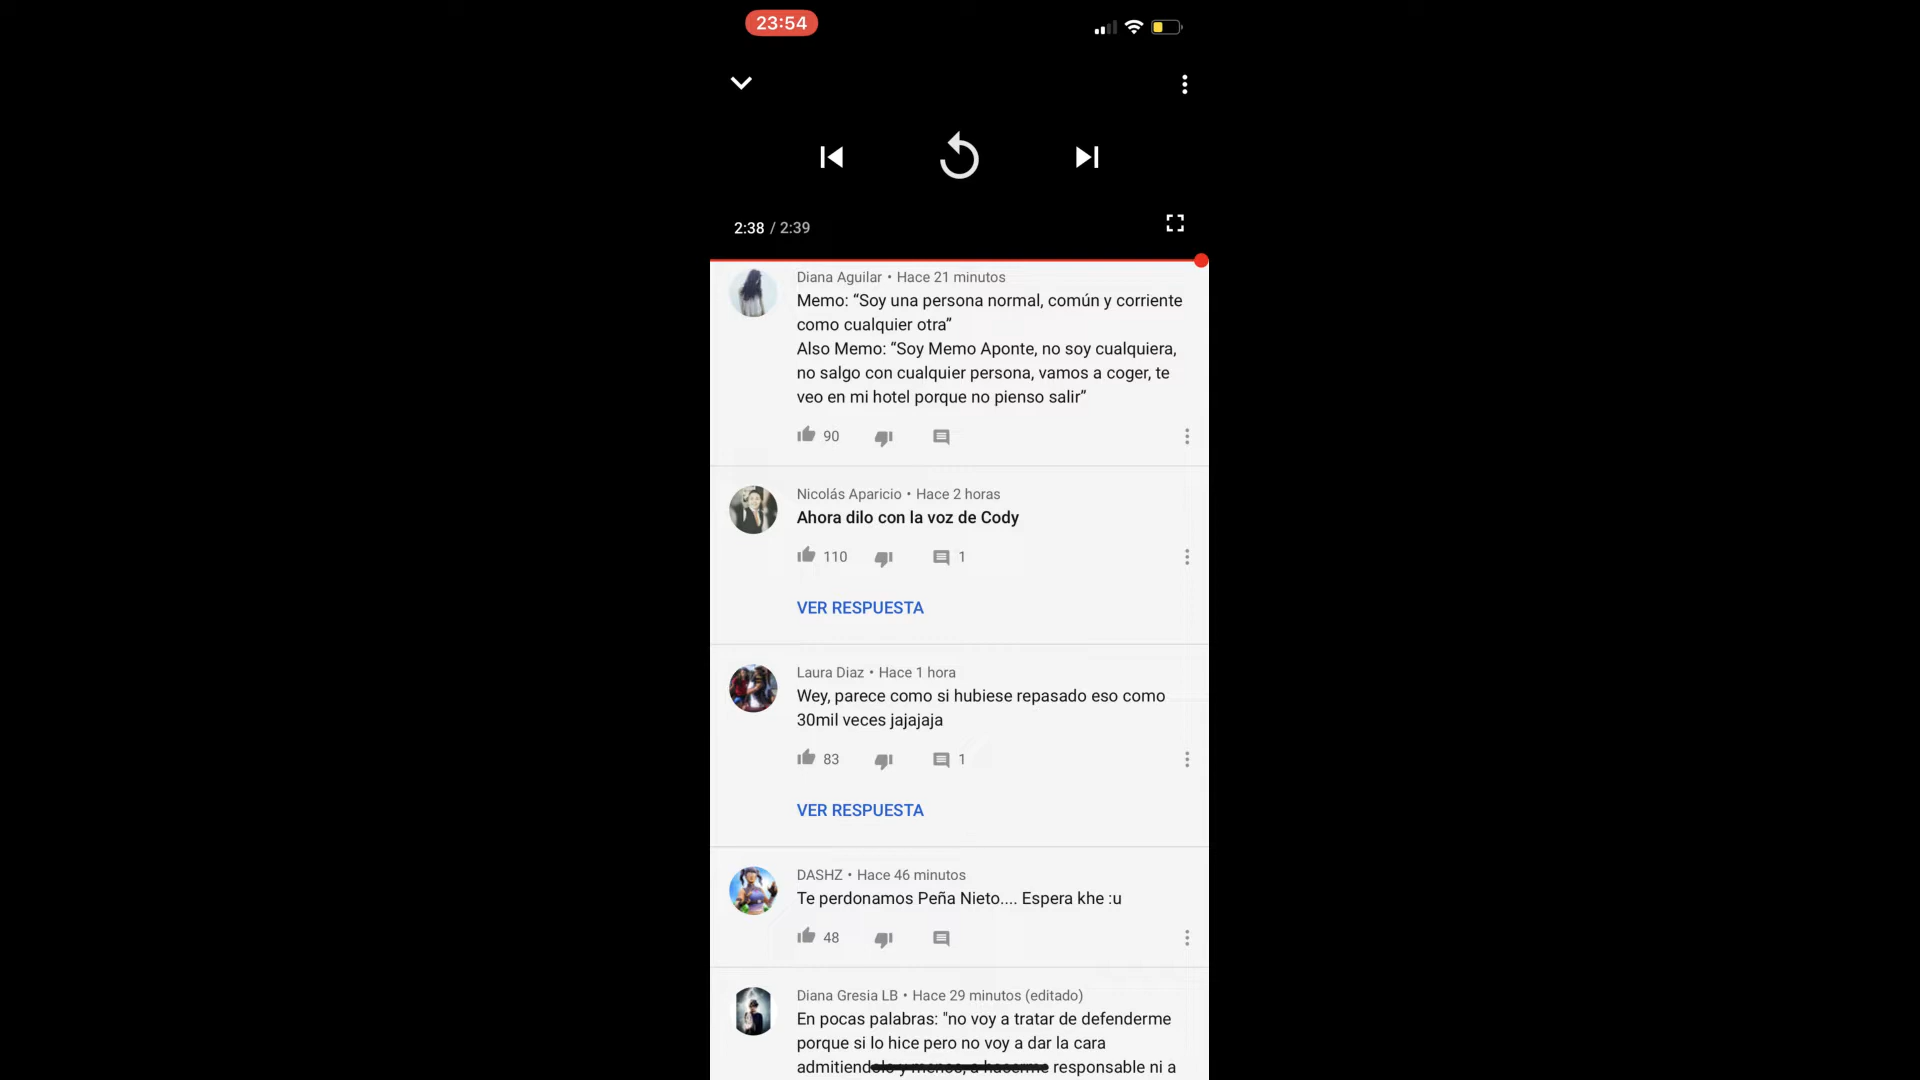 23:54
2:38 / 2:39
Diana Aguilar • Hace 21 minutos
Memo: “Soy una persona normal, común y corriente
como cualquier otra”
Also Memo: “Soy Memo Aponte, no soy cualquiera,
no salgo con cualquier persona, vamos a coger, te
veo en mi hotel porque no pienso salir”
90
Nicolás Aparicio • Hace 2 horas
Ahora dilo con la voz de Cody
110 1
VER RESPUESTA
Laura Diaz • Hace 1 hora
Wey, parece como si hubiese repasado eso como
30mil veces jajajaja
83 1
VER RESPUESTA
DASHZ • Hace 46 minutos
Te perdonamos Peña Nieto.... Espera khe :u
48
Diana Gresia LB • Hace 29 minutos (editado)
En pocas palabras: "no voy a tratar de defenderme
porque si lo hice pero no voy a dar la cara
admitiendolo y menos, a hacerme responsable ni a